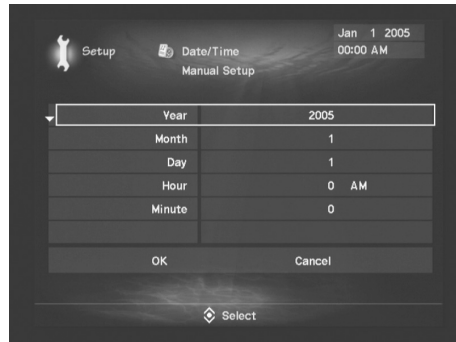 Setup
Date/Time
Manual Setup
Jan 1 2005
00:00 AM
Year 2005
Month 1
Day 1
Hour 0 AM
Minute 0
OK Cancel
Select